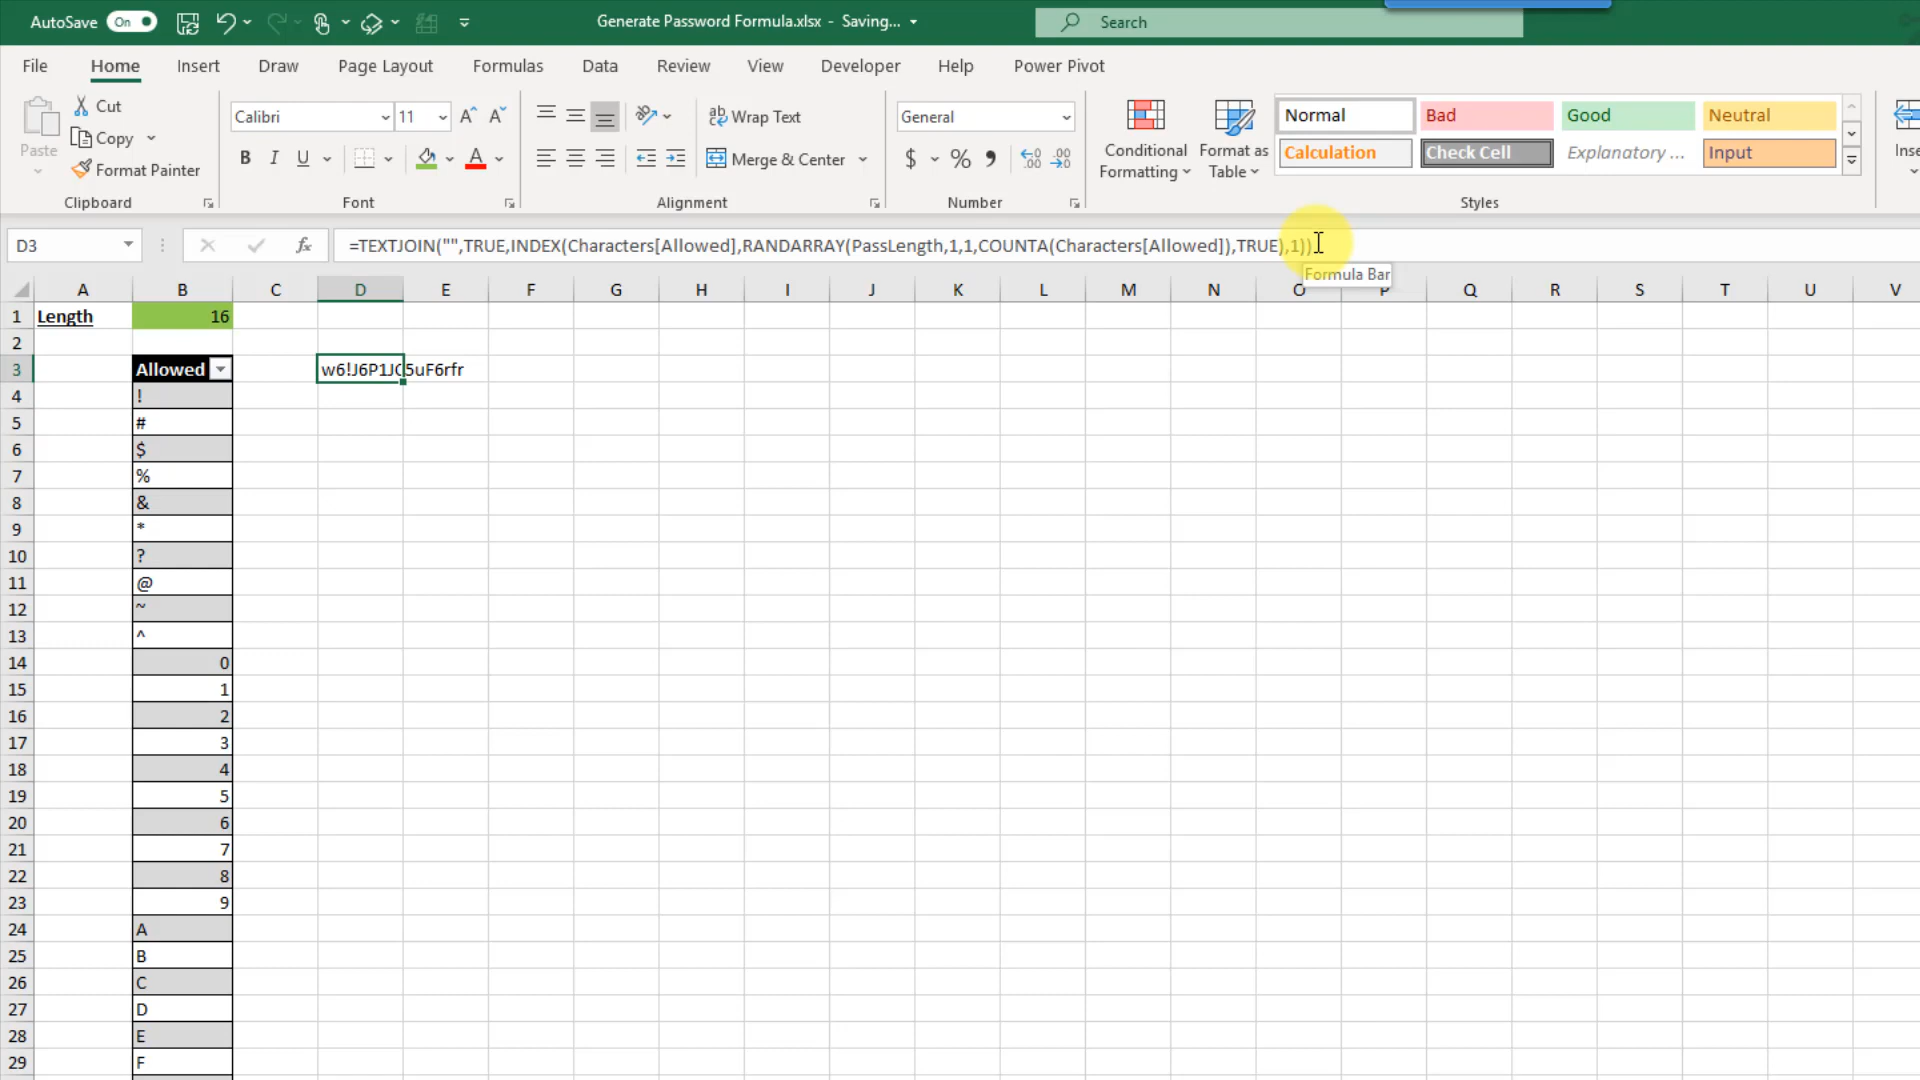 AutoSave On Generate Password Formula.xlsx - Saving... Search
File Home Insert Draw Page Layout Formulas Data Review View Developer Help Power Pivot
Paste
Cut
Copy
Format Painter
Clipboard
Calibri 11
B I U A
Font
Wrap Text
Merge & Center
Alignment
General
$ % 9
Number
Conditional Formatting
Format as Table
Normal Bad Good Neutral
Calculation Check Cell Explanatory ... Input
Styles
D3 fx =TEXTJOIN("",TRUE,INDEX(Characters[Allowed],RANDARRAY(PassLength,1,1,COUNTA(Characters[Allowed]),TRUE),1))
Formula Bar
A B C D E F G H I J K L M N O P Q R S T U V
1 Length 16
2
3 Allowed
4 !
5 #
6 $
7 %
8 &
9 *
10 ?
11 @
12 ~
13 ^
14 0
15 1
16 2
17 3
18 4
19 5
20 6
21 7
22 8
23 9
24 A
25 B
26 C
27 D
28 E
29 F